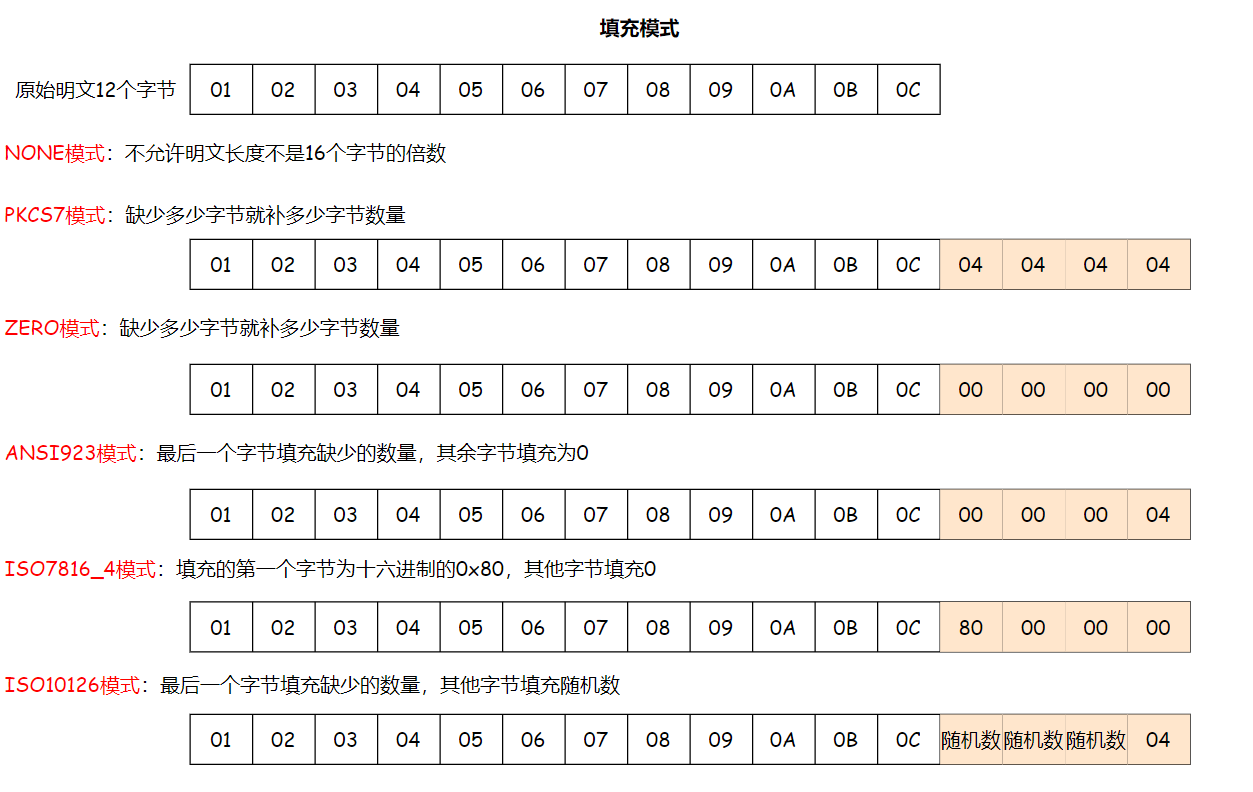 填充模式
原始明文12个字节 01 02 03 04 05 06 07 08 09 0A 0B 0C
NONE模式：不允许明文长度不是16个字节的倍数
PKCS7模式：缺少多少字节就补多少字节数量
01 02 03 04 05 06 07 08 09 0A 0B 0C 04 04 04 04
ZERO模式：缺少多少字节就补多少字节数量
01 02 03 04 05 06 07 08 09 0A 0B 0C 00 00 00 00
ANSI923模式：最后一个字节填充缺少的数量，其余字节填充为0
01 02 03 04 05 06 07 08 09 0A 0B 0C 00 00 00 04
ISO7816_4模式：填充的第一个字节为十六进制的0x80，其他字节填充0
01 02 03 04 05 06 07 08 09 0A 0B 0C 80 00 00 00
ISO10126模式：最后一个字节填充缺少的数量，其他字节填充随机数
01 02 03 04 05 06 07 08 09 0A 0B 0C 随机数 随机数 随机数 04